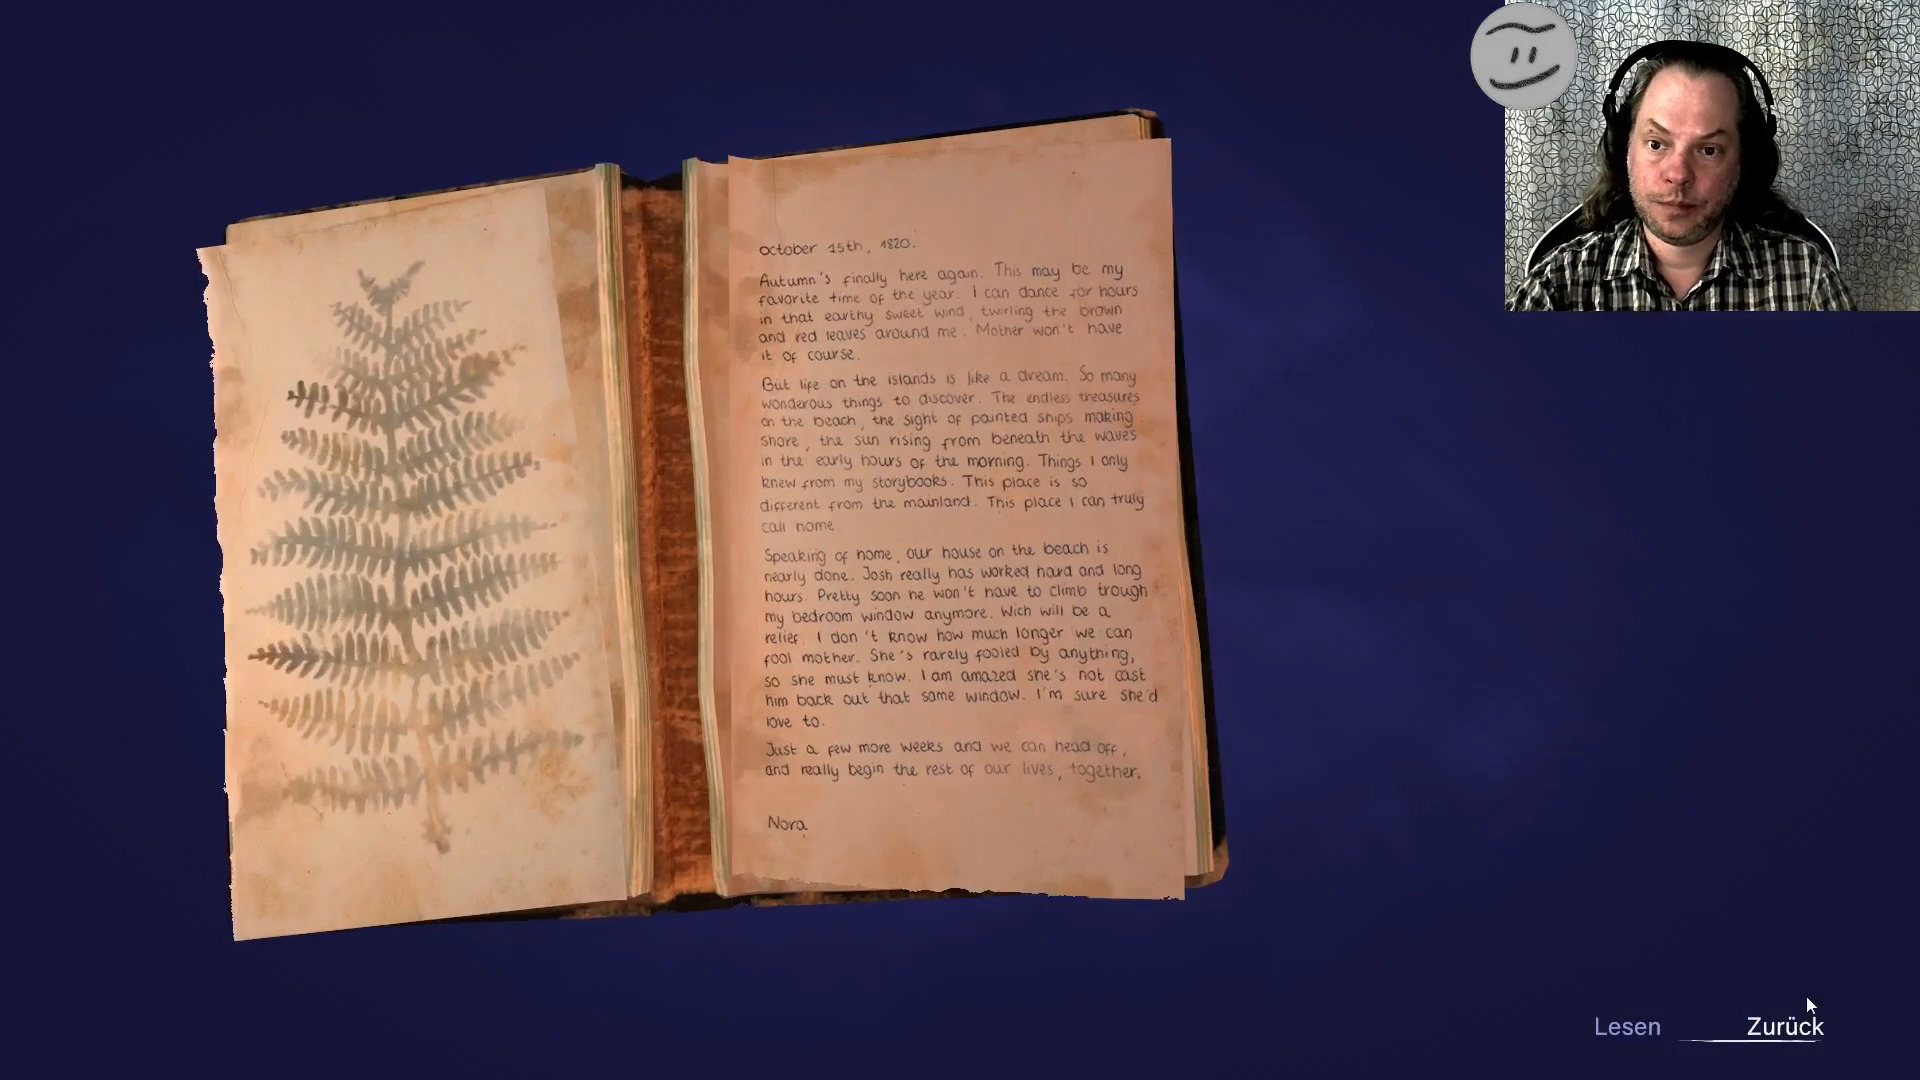 October 15th, 1820.
Autumn's finally here again. This may be my
favorite time of the year. I can dance for hours
in that earthy sweet wind, twirling the brown
and red leaves around me. Mother won't have
it of course.
But life on the islands is like a dream. So many
wonderous things to discover. The endless treasures
on the beach, the sight of painted ships making
shore, the sun rising from beneath the waves
in the early hours of the morning. Things I only
knew from my storybooks. This place is so
different from the mainland. This place I can truly
call home.
Speaking of home, our house on the beach is
nearly done. Josh really has worked hard and long
hours. Pretty soon he won't have to climb trough
my bedroom window anymore. Wich will be a
relief. I don't know how much longer we can
fool mother. She's rarely fooled by anything,
so she must know. I am amazed she's not cast
him back out that same window. I'm sure she'd
love to.
Just a few more weeks and we can head off,
and really begin the rest of our lives, together.
Nora
Lesen
Zurück